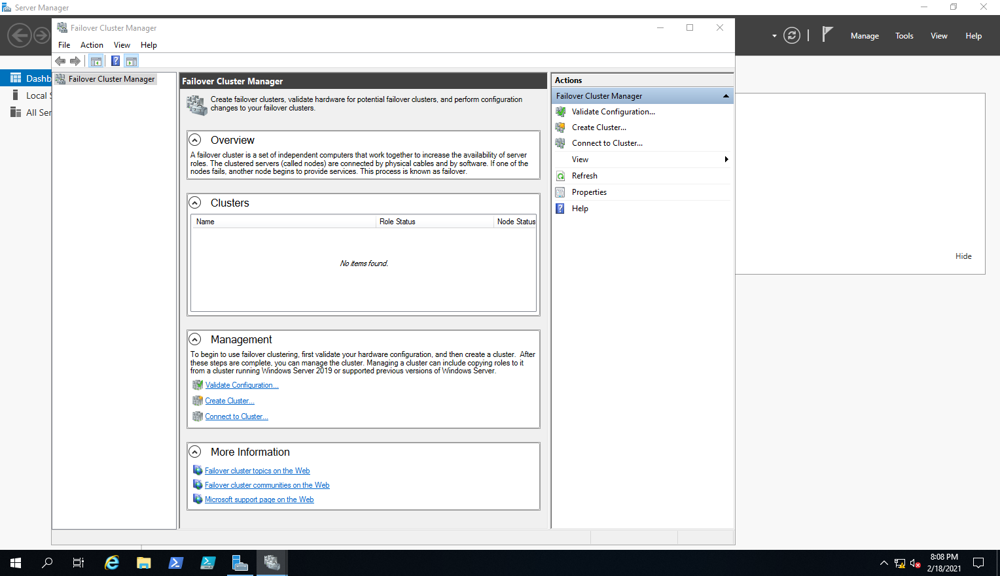 Server Manager
Manage
Tools
View
Help
Dashb
Local S
All Ser
Hide
Failover Cluster Manager
File Action View Help
Failover Cluster Manager
Failover Cluster Manager
Create failover clusters, validate hardware for potential failover clusters, and perform configuration
changes to your failover clusters.
Overview
A failover cluster is a set of independent computers that work together to increase the availability of server
roles. The clustered servers (called nodes) are connected by physical cables and by software. If one of the
nodes fails, another node begins to provide services. This process is known as failover.
Clusters
Name Role Status Node Status
No items found.
Management
To begin to use failover clustering, first validate your hardware configuration, and then create a cluster. After
these steps are complete, you can manage the cluster. Managing a cluster can include copying roles to it
from a cluster running Windows Server 2019 or supported previous versions of Windows Server.
Validate Configuration...
Create Cluster...
Connect to Cluster...
More Information
Failover cluster topics on the Web
Failover cluster communities on the Web
Microsoft support page on the Web
Actions
Failover Cluster Manager
Validate Configuration...
Create Cluster...
Connect to Cluster...
View
Refresh
Properties
Help
8:08 PM
2/18/2021